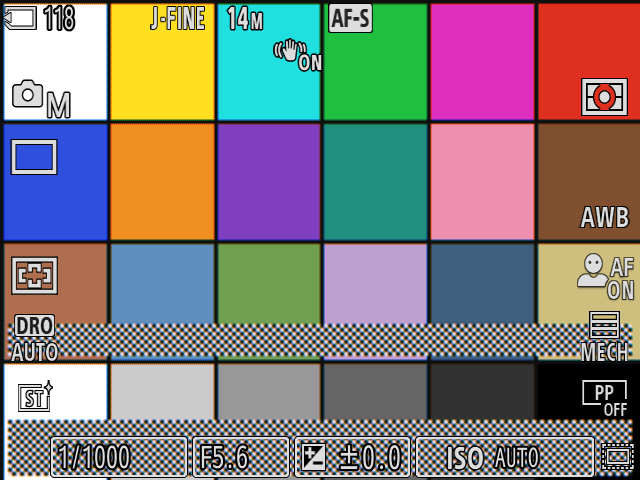 118 J-FINE 14M AF-S
ON
M
AWB
AF
ON
DRO
AUTO MECH
ST PP
OFF
1/1000 F5.6 ±0.0 ISO AUTO